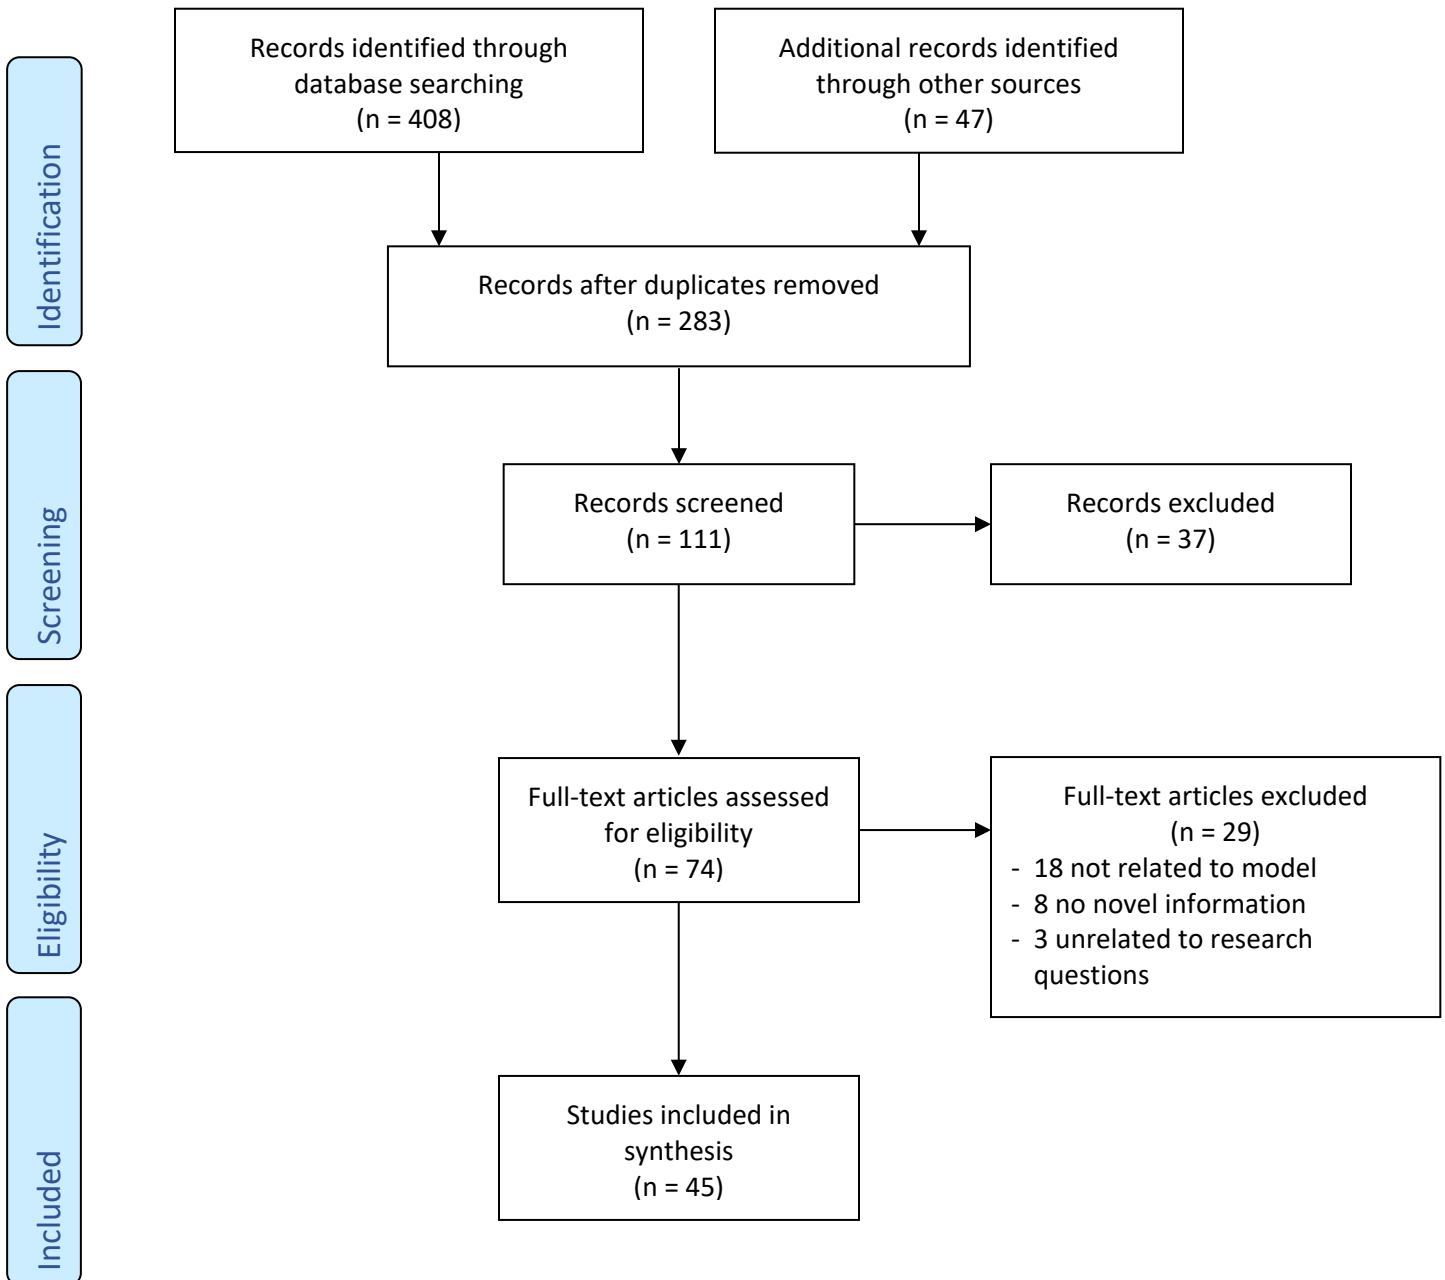 Identification
Records identified through
database searching
(n = 408)
Additional records identified
through other sources
(n = 47)
Records after duplicates removed
(n = 283)
Screening
Records screened
(n = 111)
Records excluded
(n = 37)
Eligibility
Full-text articles assessed
for eligibility
(n = 74)
Full-text articles excluded
(n = 29)
- 18 not related to model
- 8 no novel information
- 3 unrelated to research
questions
Included
Studies included in
synthesis
(n = 45)